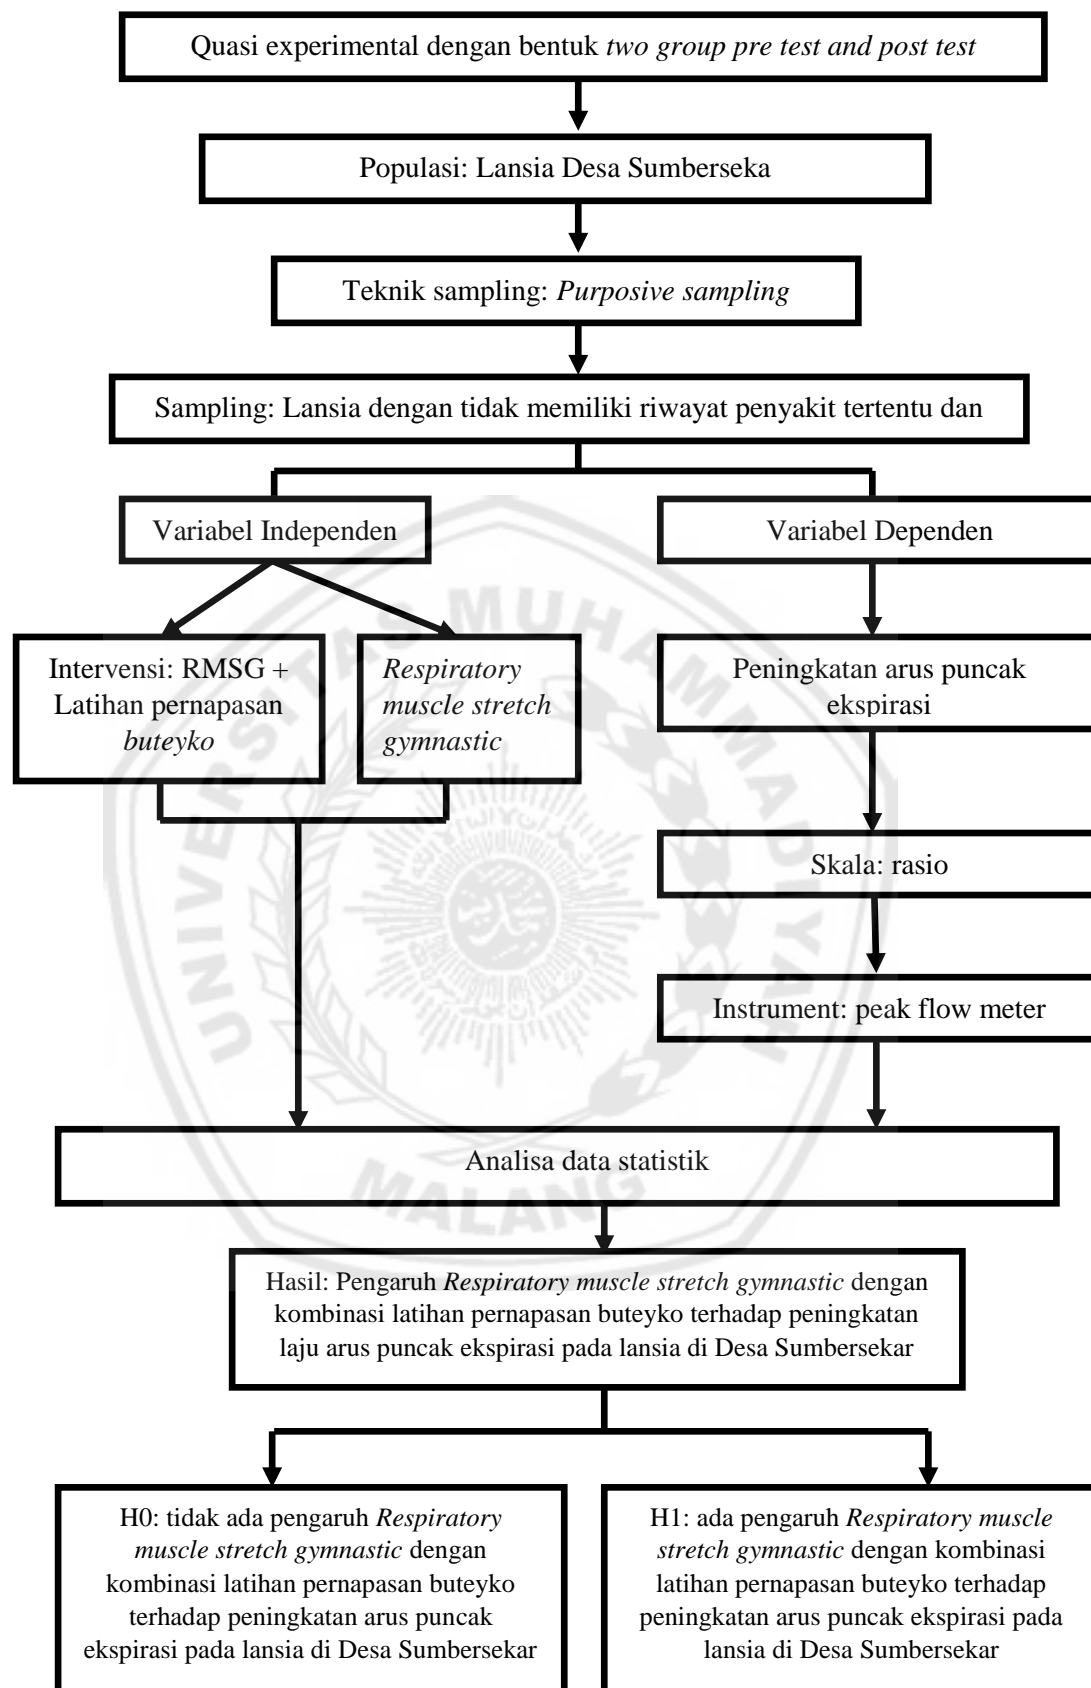 Quasi experimental dengan bentuk two group pre test and post test
Populasi: Lansia Desa Sumberseka
Teknik sampling: Purposive sampling
Sampling: Lansia dengan tidak memiliki riwayat penyakit tertentu dan
Variabel Independen
Variabel Dependen
Intervensi: RMSG +
Latihan pernapasan
buteyko
Respiratory
muscle stretch
gymnastic
Peningkatan arus puncak
ekspirasi
Skala: rasio
Instrument: peak flow meter
Analisa data statistik
Hasil: Pengaruh Respiratory muscle stretch gymnastic dengan
kombinasi latihan pernapasan buteyko terhadap peningkatan
laju arus puncak ekspirasi pada lansia di Desa Sumbersekar
H0: tidak ada pengaruh Respiratory
muscle stretch gymnastic dengan
kombinasi latihan pernapasan buteyko
terhadap peningkatan arus puncak
ekspirasi pada lansia di Desa Sumbersekar
H1: ada pengaruh Respiratory muscle
stretch gymnastic dengan kombinasi
latihan pernapasan buteyko terhadap
peningkatan arus puncak ekspirasi pada
lansia di Desa Sumbersekar
UNIVERSITAS MUHAMMADIYAH
MALANG